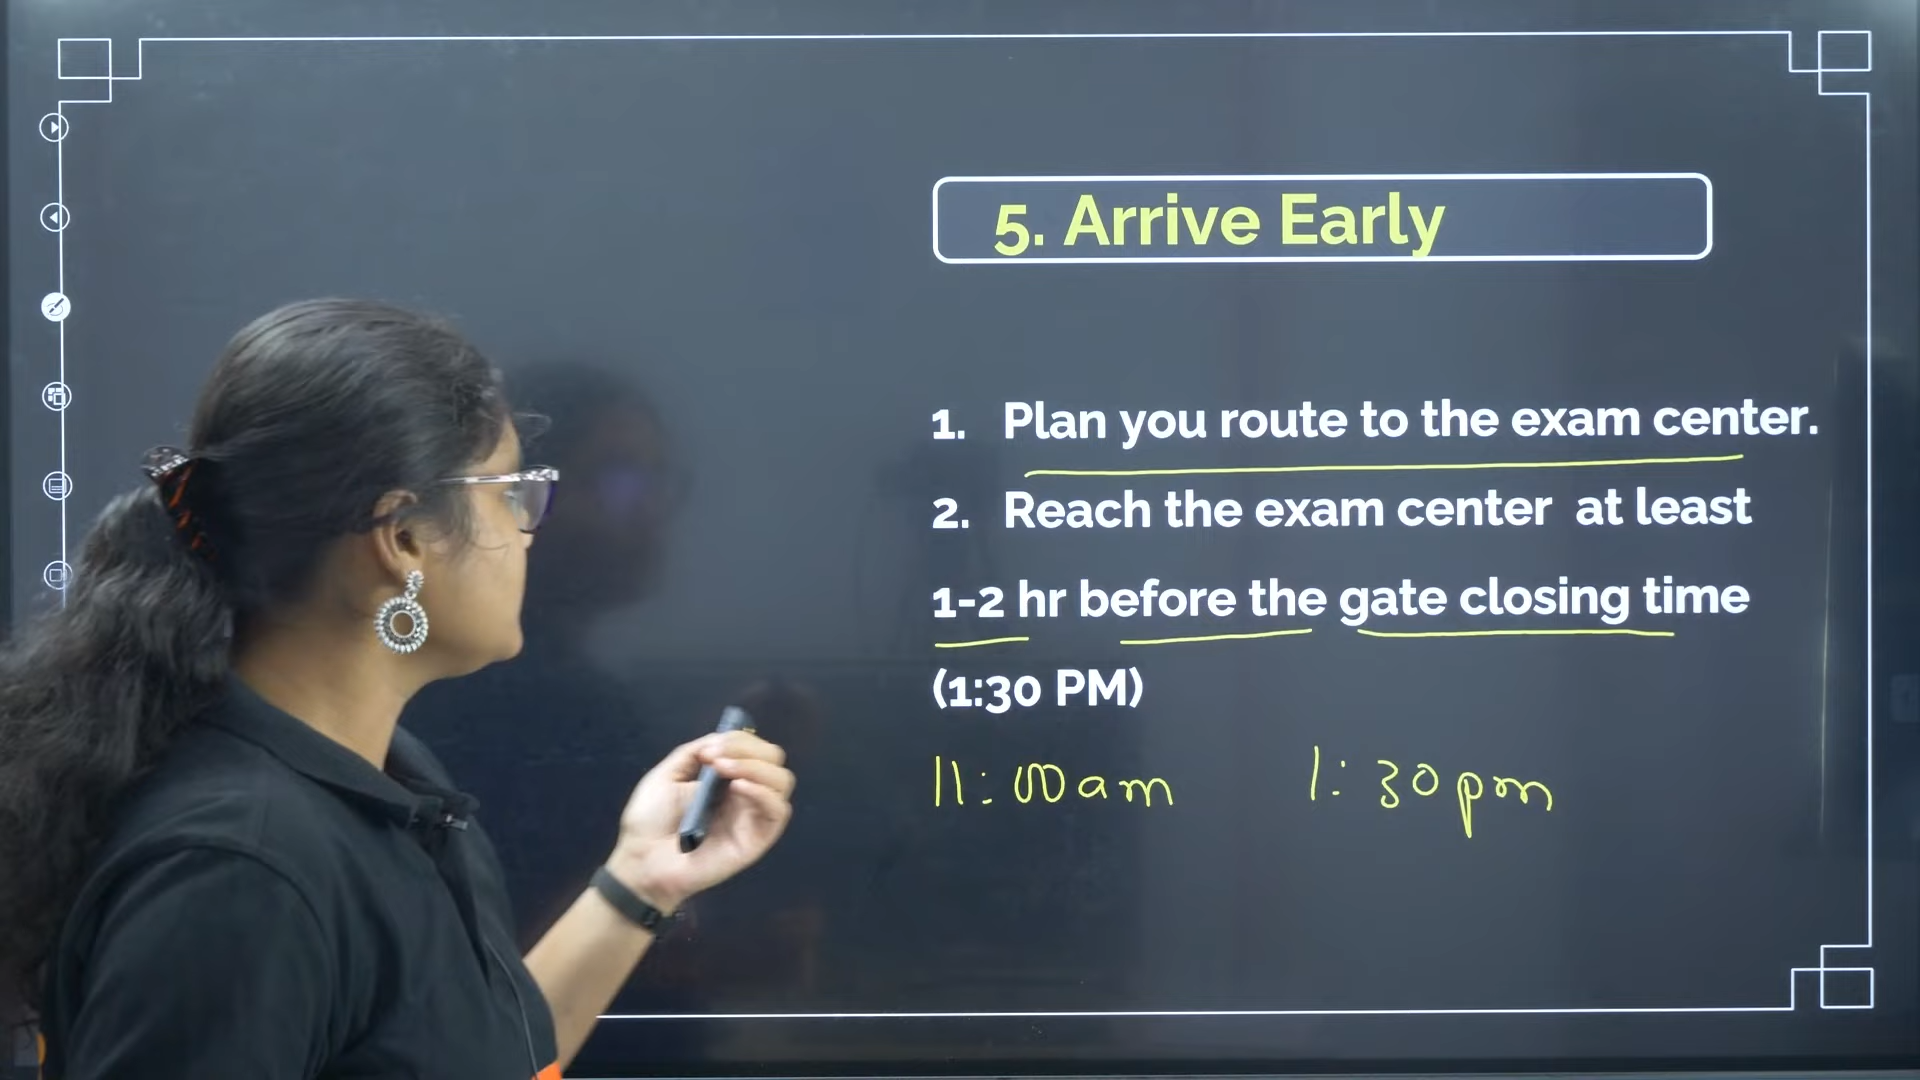 5. Arrive Early
1. Plan you route to the exam center.
2. Reach the exam center at least
1-2 hr before the gate closing time
(1:30 PM)
11:00am 1:30pm